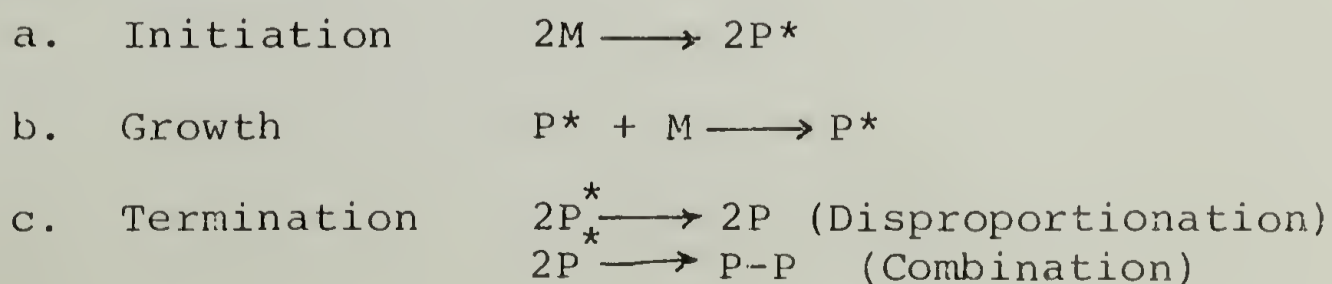 a. Initiation 2M ⟶ 2P*
b. Growth P* + M ⟶ P*
c. Termination 2P* ⟶ 2P (Disproportionation)
2P* ⟶ P-P (Combination)